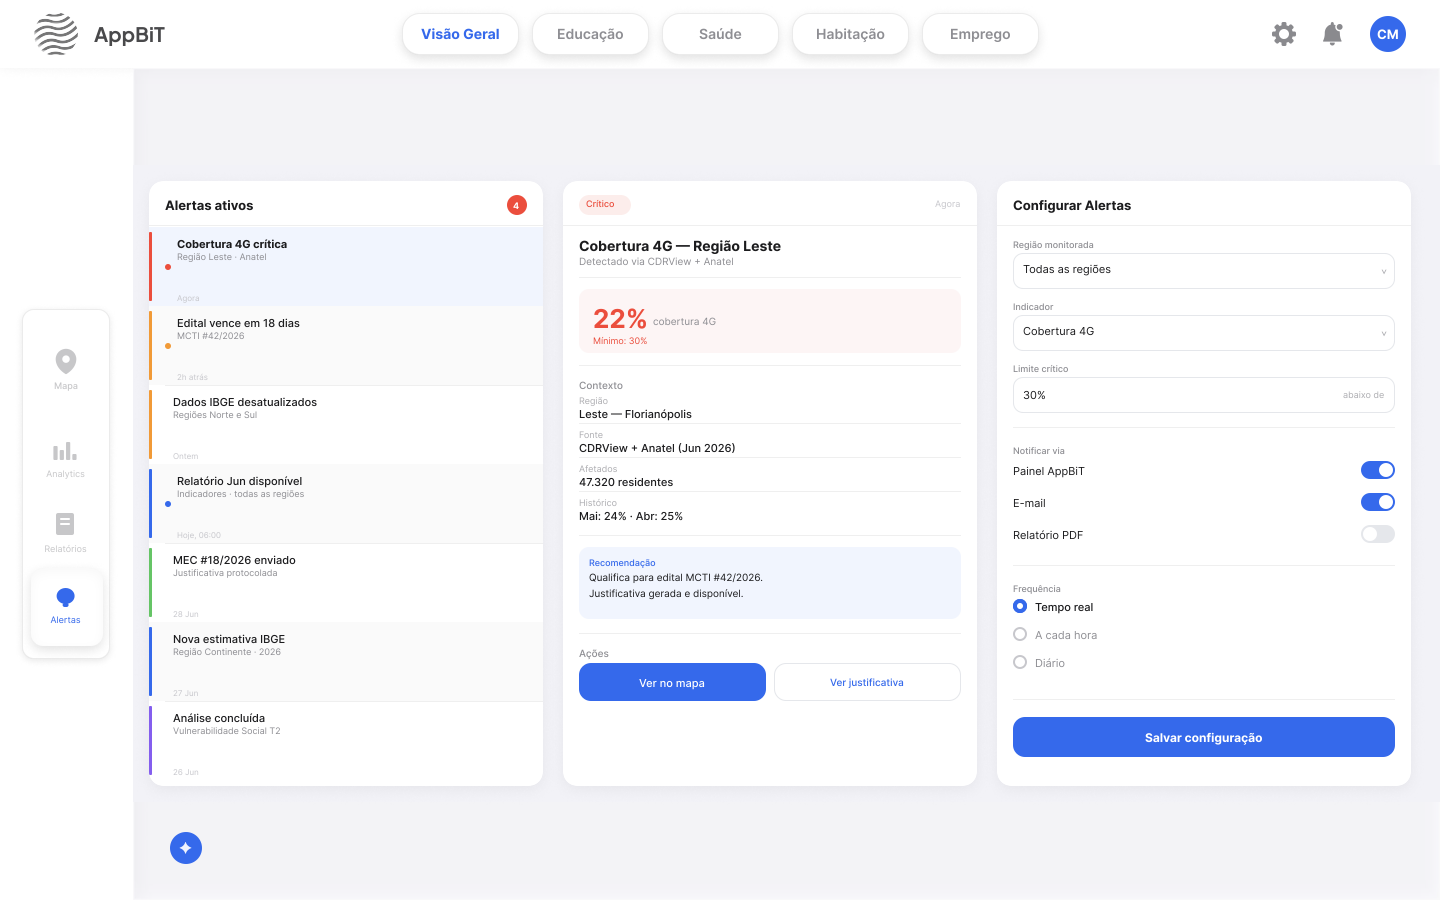 AppBiT
Visão Geral
Educação
Saúde
Habitação
Emprego
CM
Mapa
Analytics
Relatórios
Alertas
Alertas ativos
4
Cobertura 4G crítica
Região Leste · Anatel
Agora
Edital vence em 18 dias
MCTI #42/2026
2h atrás
Dados IBGE desatualizados
Regiões Norte e Sul
Ontem
Relatório Jun disponível
Indicadores · todas as regiões
Hoje, 06:00
MEC #18/2026 enviado
Justificativa protocolada
28 Jun
Nova estimativa IBGE
Região Continente · 2026
27 Jun
Análise concluída
Vulnerabilidade Social T2
26 Jun
Crítico
Agora
Cobertura 4G — Região Leste
Detectado via CDRView + Anatel
22% cobertura 4G
Mínimo: 30%
Contexto
Região
Leste — Florianópolis
Fonte
CDRView + Anatel (Jun 2026)
Afetados
47.320 residentes
Histórico
Mai: 24% · Abr: 25%
Recomendação
Qualifica para edital MCTI #42/2026.
Justificativa gerada e disponível.
Ações
Ver no mapa
Ver justificativa
Configurar Alertas
Região monitorada
Todas as regiões
Indicador
Cobertura 4G
Limite crítico
30% abaixo de
Notificar via
Painel AppBiT
E-mail
Relatório PDF
Frequência
Tempo real
A cada hora
Diário
Salvar configuração